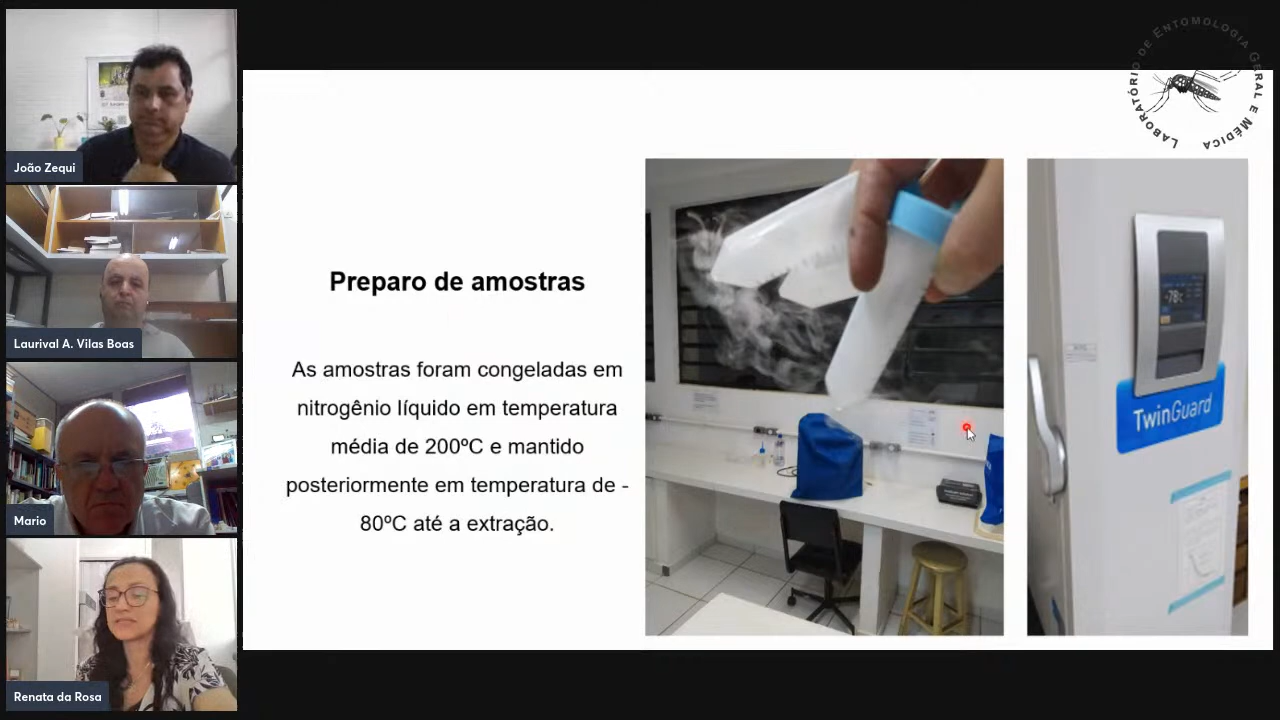 João Zequi
Laurival A. Vilas Boas
Mario
Renata da Rosa
LABORATÓRIO DE ENTOMOLOGIA GERAL E MÉDICA
Preparo de amostras
As amostras foram congeladas em
nitrogênio líquido em temperatura
média de 200ºC e mantido
posteriormente em temperatura de -
80ºC até a extração.
-78°C
TwinGuard